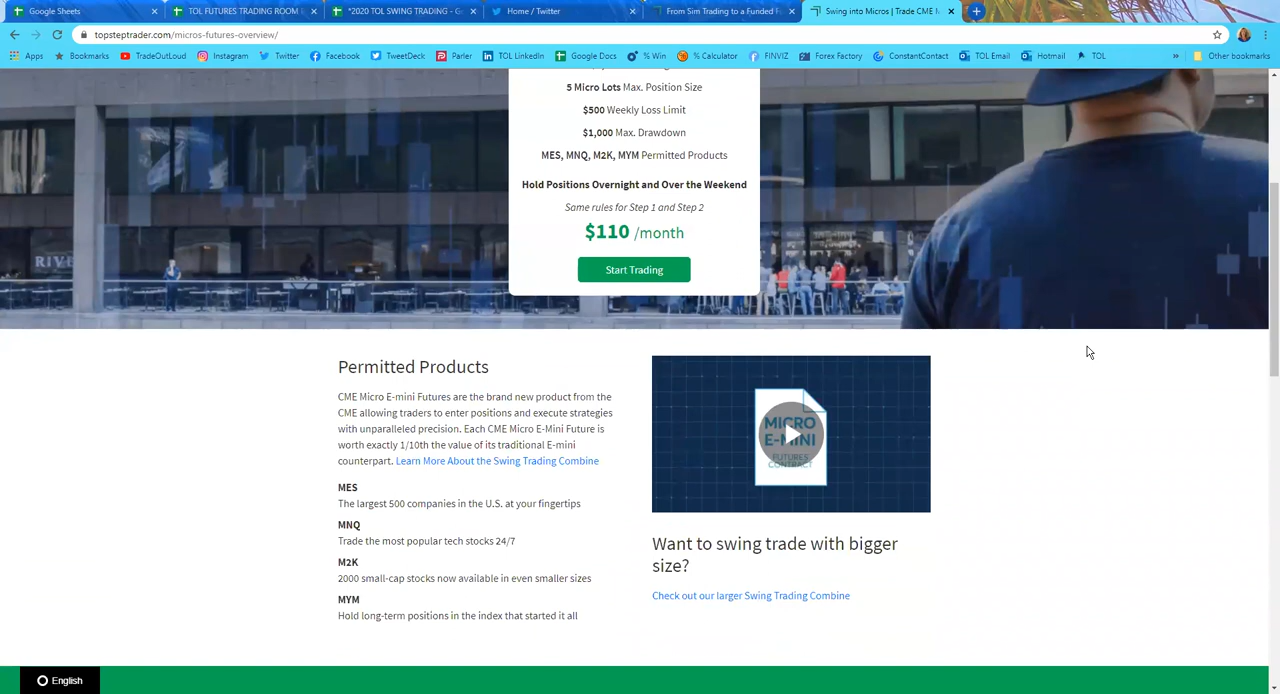 Google Sheets
TOL FUTURES TRADING ROOM
*2020 TOL SWING TRADING - G
Home / Twitter
From Sim Trading to a Funded F
Swing into Micros | Trade CME M
topsteptrader.com/micros-futures-overview/
Apps Bookmarks TradeOutLoud Instagram Twitter Facebook TweetDeck Parler TOL LinkedIn Google Docs % Win % Calculator FINVIZ Forex Factory ConstantContact TOL Email Hotmail TOL » Other bookmarks
5 Micro Lots Max. Position Size
$500 Weekly Loss Limit
$1,000 Max. Drawdown
MES, MNQ, M2K, MYM Permitted Products
Hold Positions Overnight and Over the Weekend
Same rules for Step 1 and Step 2
$110 /month
Start Trading
RIVE
Permitted Products
CME Micro E-mini Futures are the brand new product from the
CME allowing traders to enter positions and execute strategies
with unparalleled precision. Each CME Micro E-Mini Future is
worth exactly 1/10th the value of its traditional E-mini
counterpart. Learn More About the Swing Trading Combine
MES
The largest 500 companies in the U.S. at your fingertips
MNQ
Trade the most popular tech stocks 24/7
M2K
2000 small-cap stocks now available in even smaller sizes
MYM
Hold long-term positions in the index that started it all
MICRO
E-MINI
FUTURES
CONTRACT
Want to swing trade with bigger
size?
Check out our larger Swing Trading Combine
English